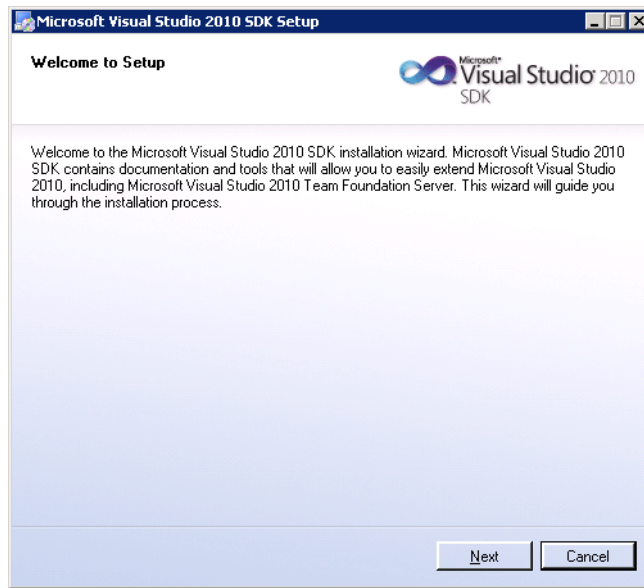 Microsoft Visual Studio 2010 SDK Setup
Welcome to Setup
Microsoft®
Visual Studio® 2010
SDK
Welcome to the Microsoft Visual Studio 2010 SDK installation wizard. Microsoft Visual Studio 2010
SDK contains documentation and tools that will allow you to easily extend Microsoft Visual Studio
2010, including Microsoft Visual Studio 2010 Team Foundation Server. This wizard will guide you
through the installation process.
Next
Cancel